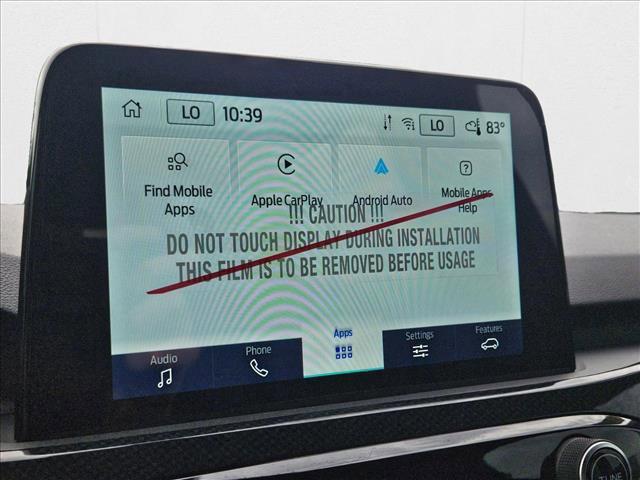 LO 10:39 LO 83°
Find Mobile
Apps
Apple CarPlay
Android Auto
Mobile Apps
Help
!!! CAUTION !!!
DO NOT TOUCH DISPLAY DURING INSTALLATION
THIS FILM IS TO BE REMOVED BEFORE USAGE
Audio
Phone
Apps
Settings
Features
TUNE